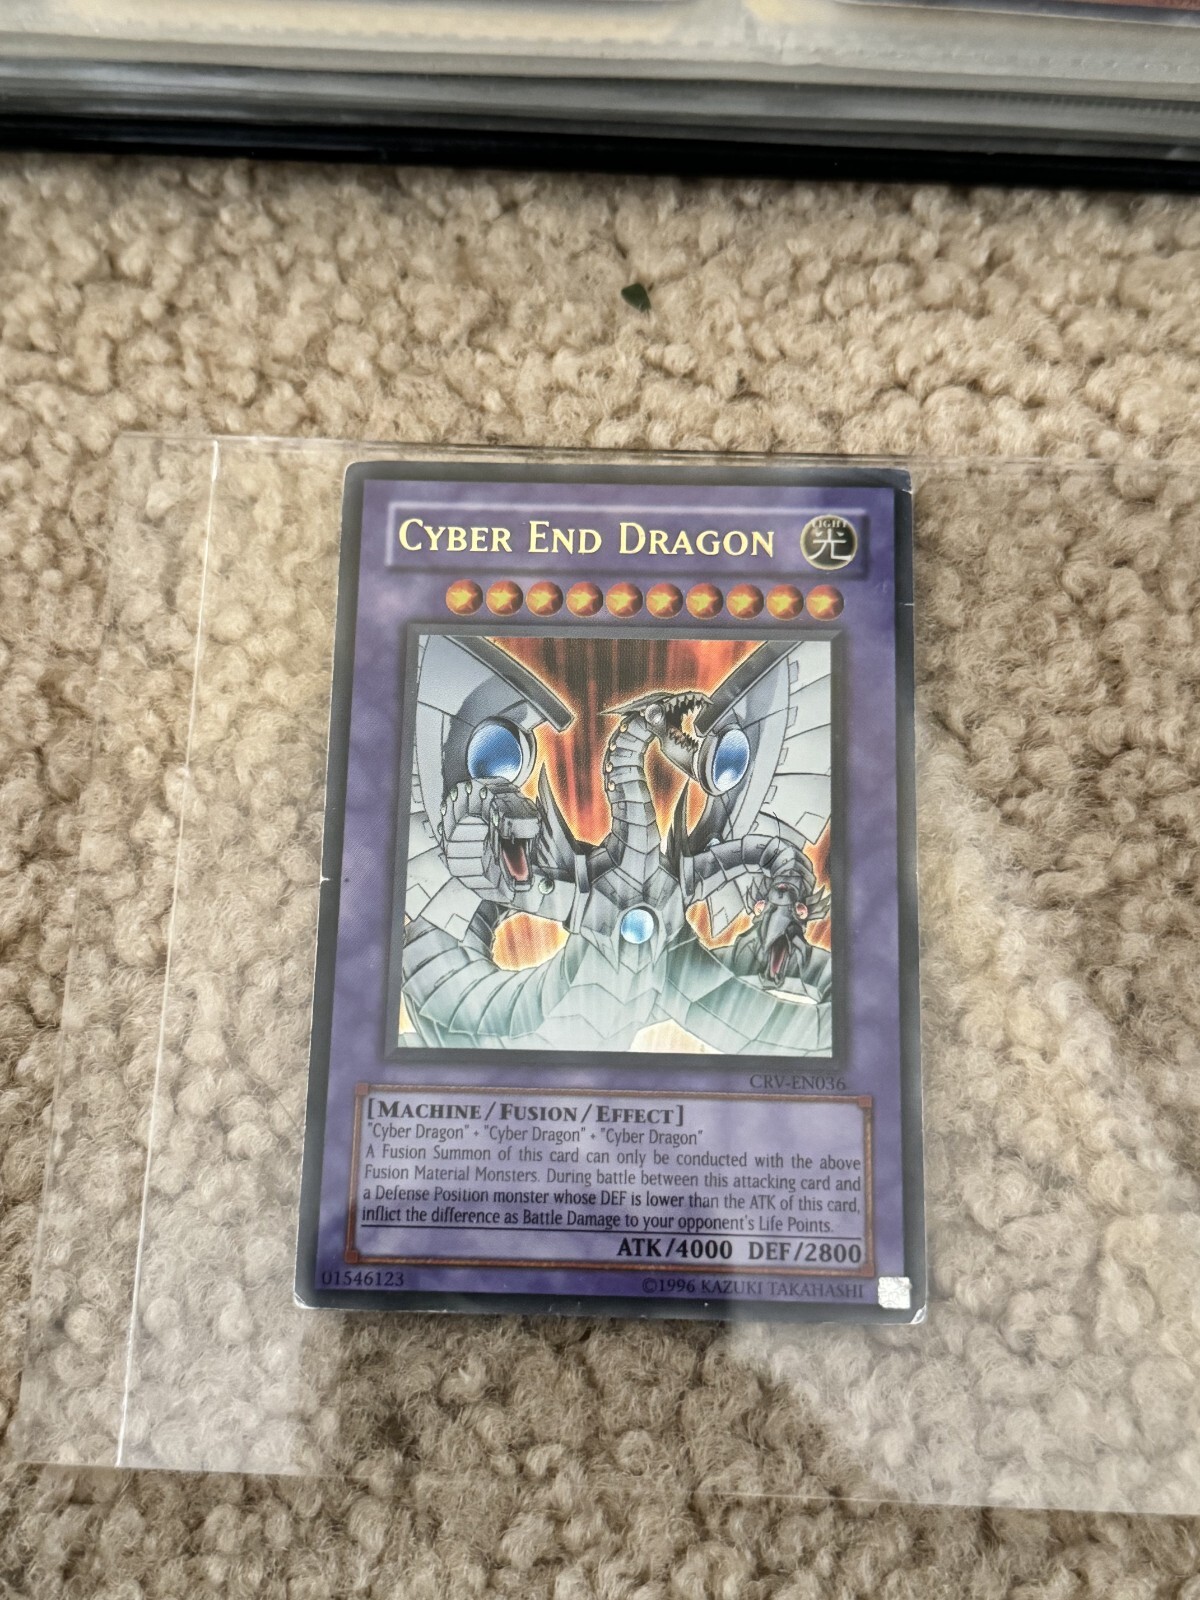 CYBER END DRAGON
LIGHT
光
CRV-EN036
[MACHINE/FUSION/EFFECT]
"Cyber Dragon" + "Cyber Dragon" + "Cyber Dragon"
A Fusion Summon of this card can only be conducted with the above
Fusion Material Monsters. During battle between this attacking card and
a Defense Position monster whose DEF is lower than the ATK of this card,
inflict the difference as Battle Damage to your opponent's Life Points.
ATK/4000 DEF/2800
01546123 ©1996 KAZUKI TAKAHASHI